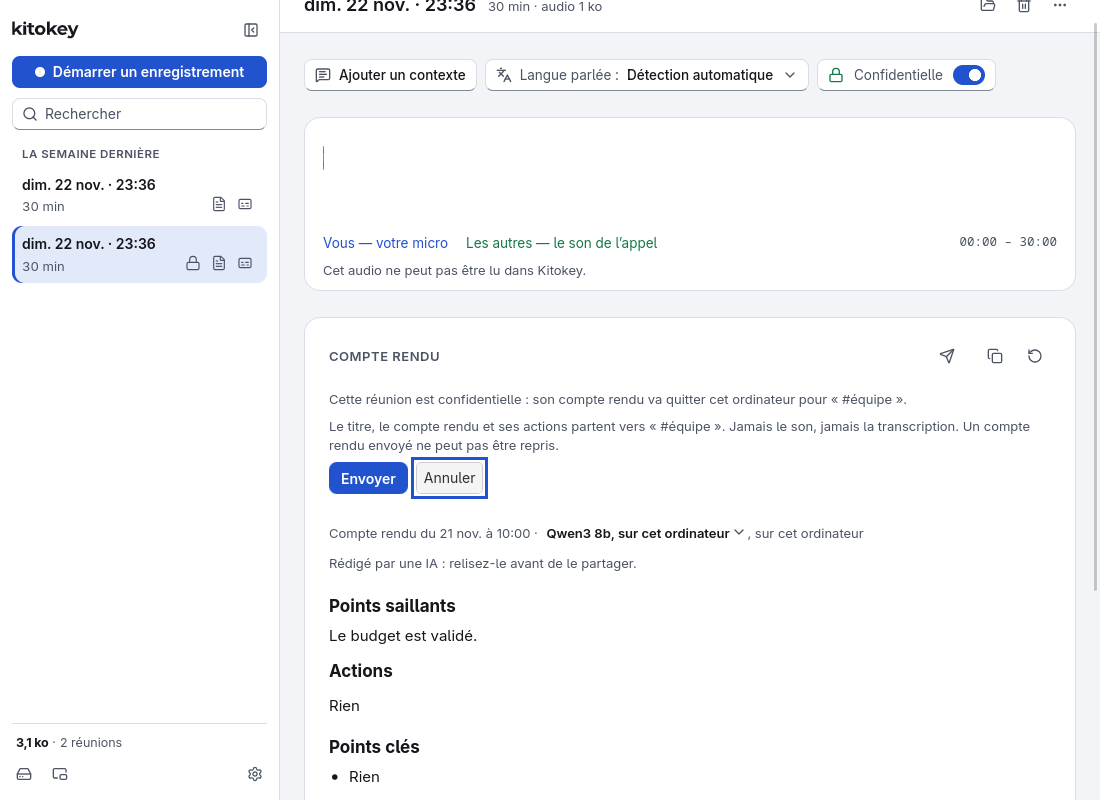 kitokey
Démarrer un enregistrement
Rechercher
LA SEMAINE DERNIÈRE
dim. 22 nov. · 23:36
30 min
dim. 22 nov. · 23:36
30 min
3,1 ko · 2 réunions
dim. 22 nov. · 23:36 30 min · audio 1 ko
Ajouter un contexte
Langue parlée : Détection automatique
Confidentielle
Vous — votre micro Les autres — le son de l’appel 00:00 – 30:00
Cet audio ne peut pas être lu dans Kitokey.
COMPTE RENDU
Cette réunion est confidentielle : son compte rendu va quitter cet ordinateur pour « #équipe ».
Le titre, le compte rendu et ses actions partent vers « #équipe ». Jamais le son, jamais la transcription. Un compte
rendu envoyé ne peut pas être repris.
Envoyer Annuler
Compte rendu du 21 nov. à 10:00 · Qwen3 8b, sur cet ordinateur , sur cet ordinateur
Rédigé par une IA : relisez-le avant de le partager.
Points saillants
Le budget est validé.
Actions
Rien
Points clés
• Rien